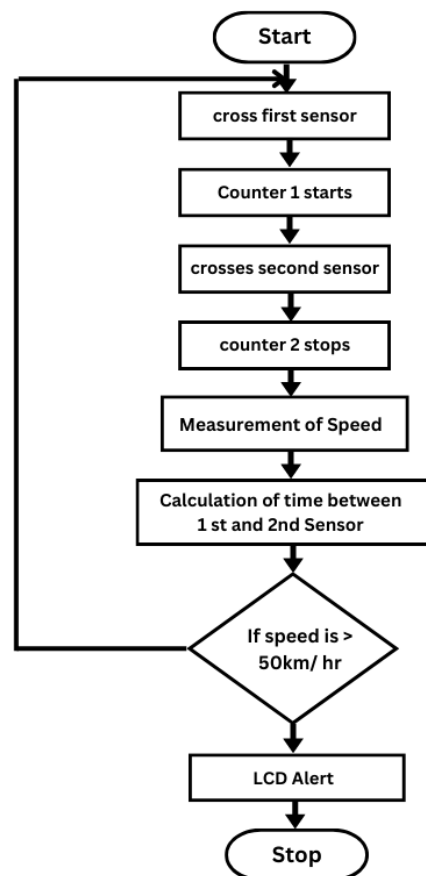 Start
cross first sensor
Counter 1 starts
crosses second sensor
counter 2 stops
Measurement of Speed
Calculation of time between
1 st and 2nd Sensor
If speed is >
50km/ hr
LCD Alert
Stop